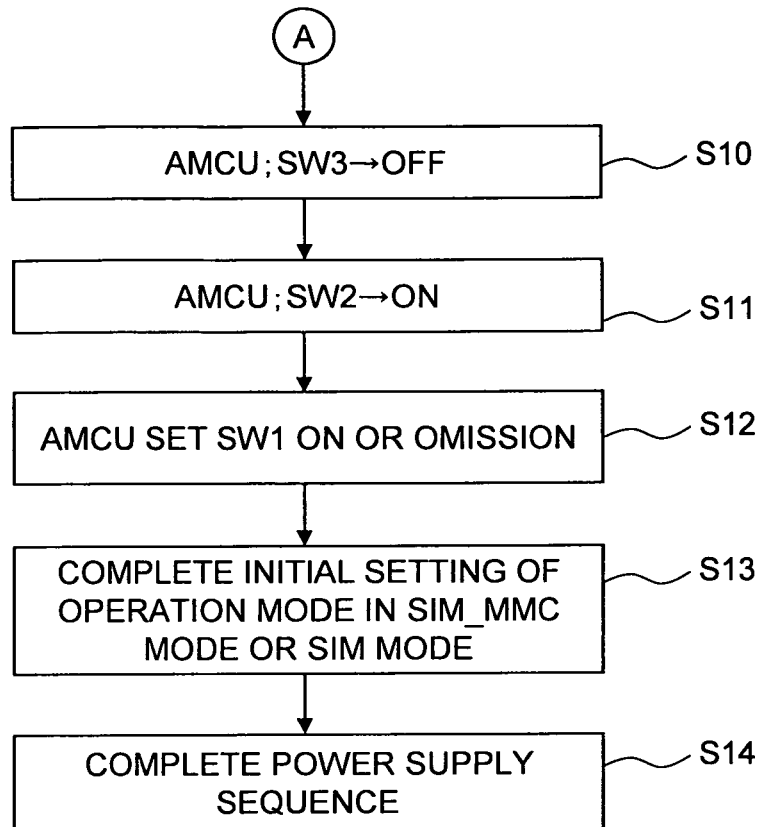 A
AMCU;SW3→OFF
S10
AMCU;SW2→ON
S11
AMCU SET SW1 ON OR OMISSION
S12
COMPLETE INITIAL SETTING OF
OPERATION MODE IN SIM_MMC
MODE OR SIM MODE
S13
COMPLETE POWER SUPPLY
SEQUENCE
S14